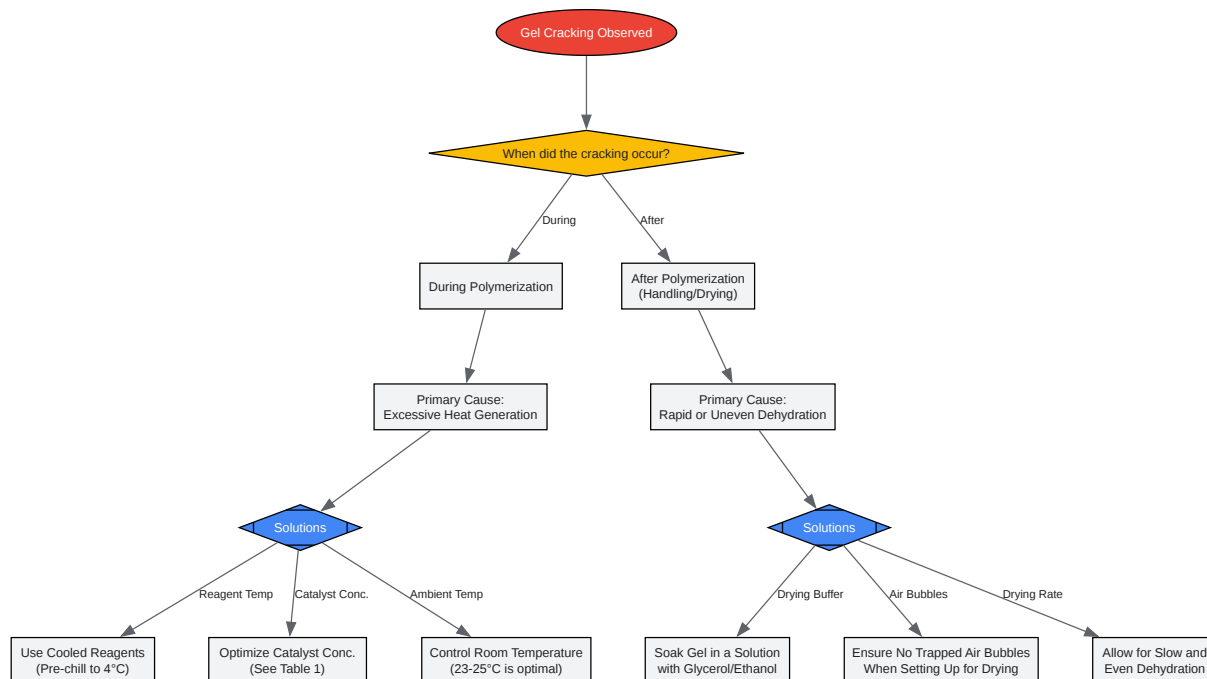 Gel Cracking Observed
When did the cracking occur?
During
After
During Polymerization
After Polymerization
(Handling/Drying)
Primary Cause:
Excessive Heat Generation
Primary Cause:
Rapid or Uneven Dehydration
Solutions
Solutions
Reagent Temp
Catalyst Conc.
Ambient Temp
Drying Buffer
Air Bubbles
Drying Rate
Use Cooled Reagents
(Pre-chill to 4°C)
Optimize Catalyst Conc.
(See Table 1)
Control Room Temperature
(23-25°C is optimal)
Soak Gel in a Solution
with Glycerol/Ethanol
Ensure No Trapped Air Bubbles
When Setting Up for Drying
Allow for Slow and
Even Dehydration